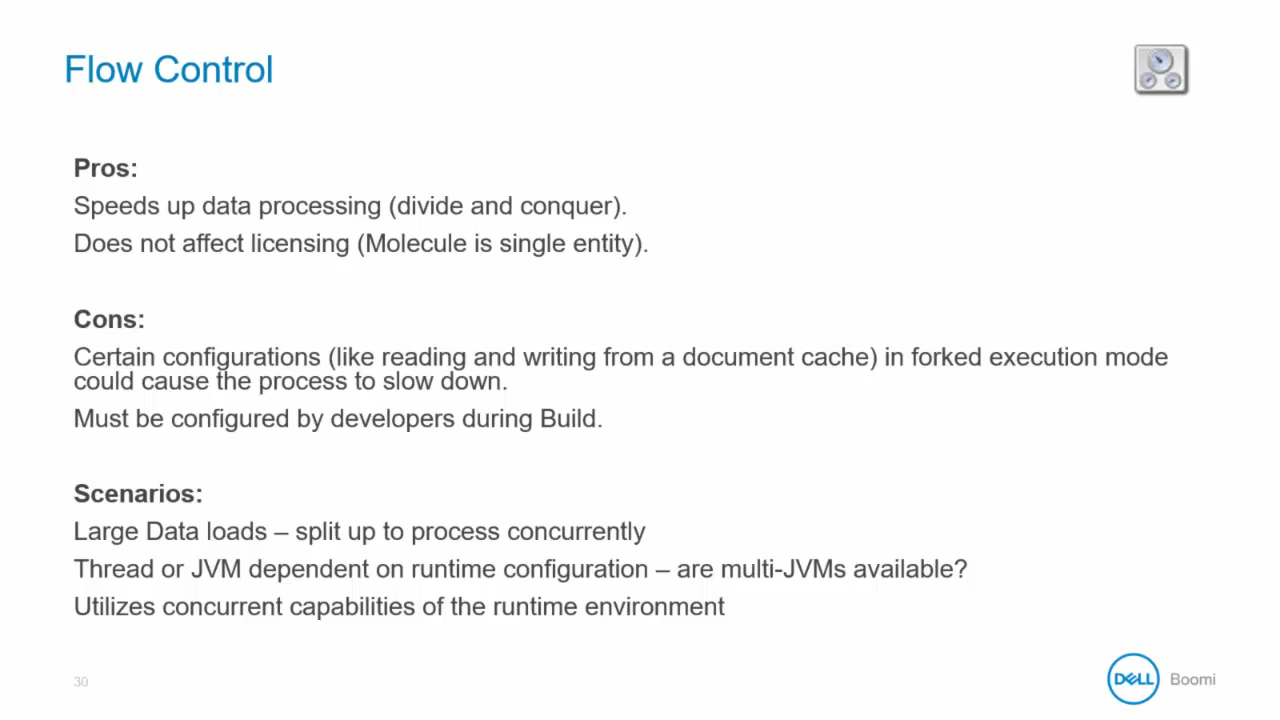 Flow Control
Pros:
Speeds up data processing (divide and conquer).
Does not affect licensing (Molecule is single entity).
Cons:
Certain configurations (like reading and writing from a document cache) in forked execution mode
could cause the process to slow down.
Must be configured by developers during Build.
Scenarios:
Large Data loads – split up to process concurrently
Thread or JVM dependent on runtime configuration – are multi-JVMs available?
Utilizes concurrent capabilities of the runtime environment
30
DELL Boomi